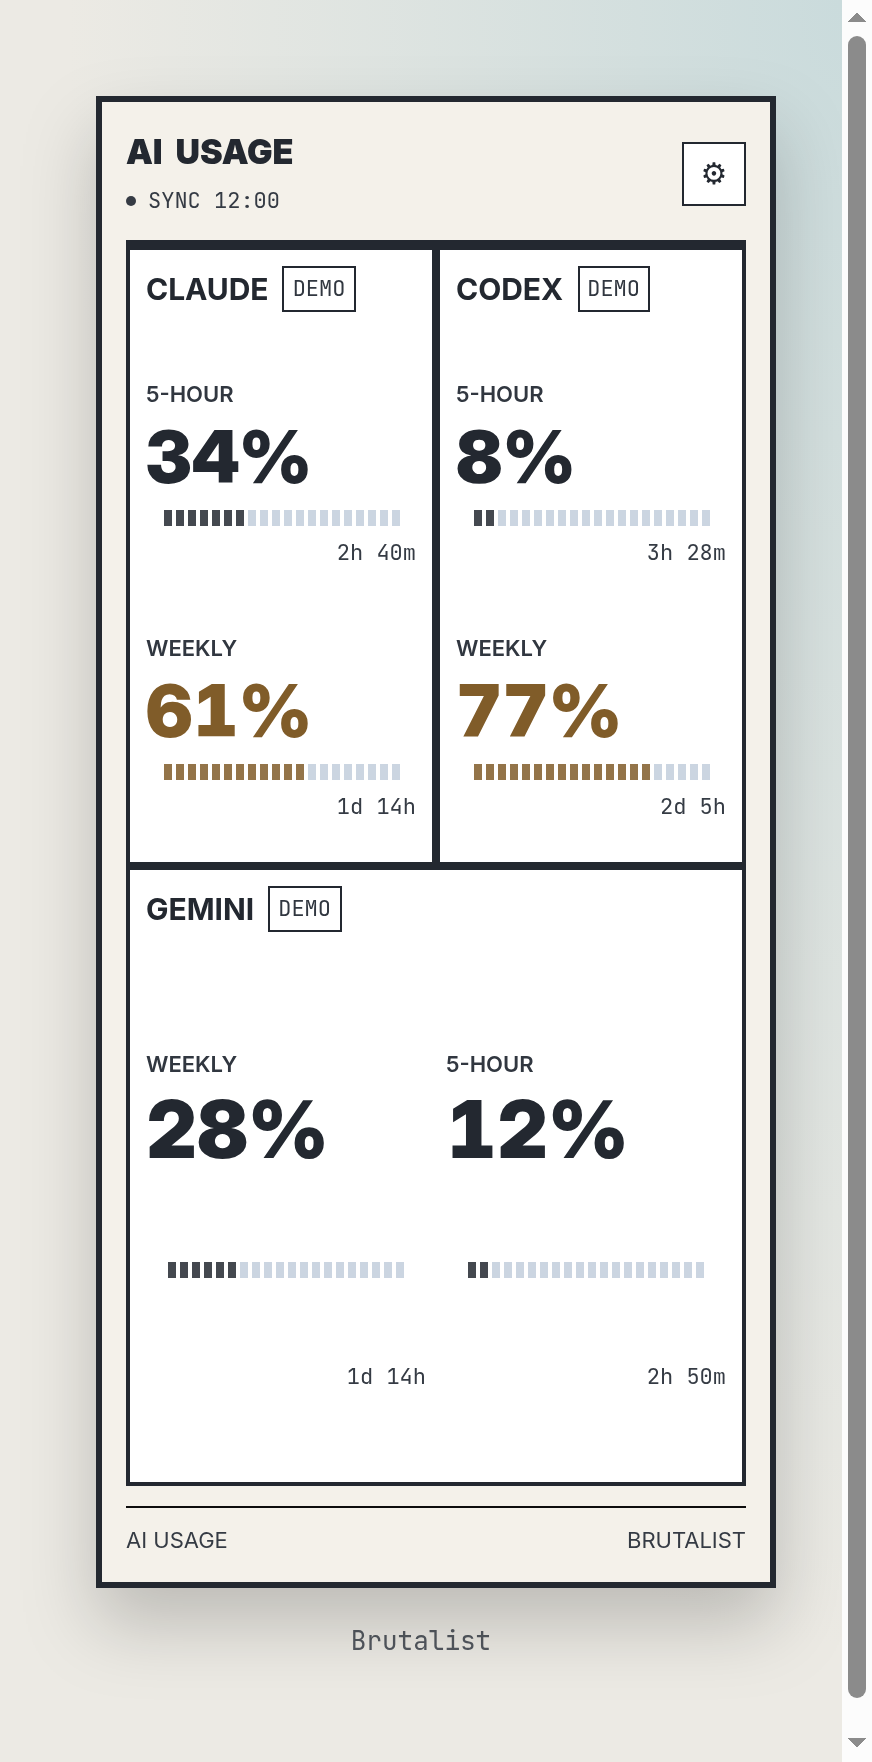 AI USAGE
SYNC 12:00
CLAUDE DEMO
5-HOUR
34%
2h 40m
WEEKLY
61%
1d 14h
CODEX DEMO
5-HOUR
8%
3h 28m
WEEKLY
77%
2d 5h
GEMINI DEMO
WEEKLY
28%
1d 14h
5-HOUR
12%
2h 50m
AI USAGE
BRUTALIST
Brutalist